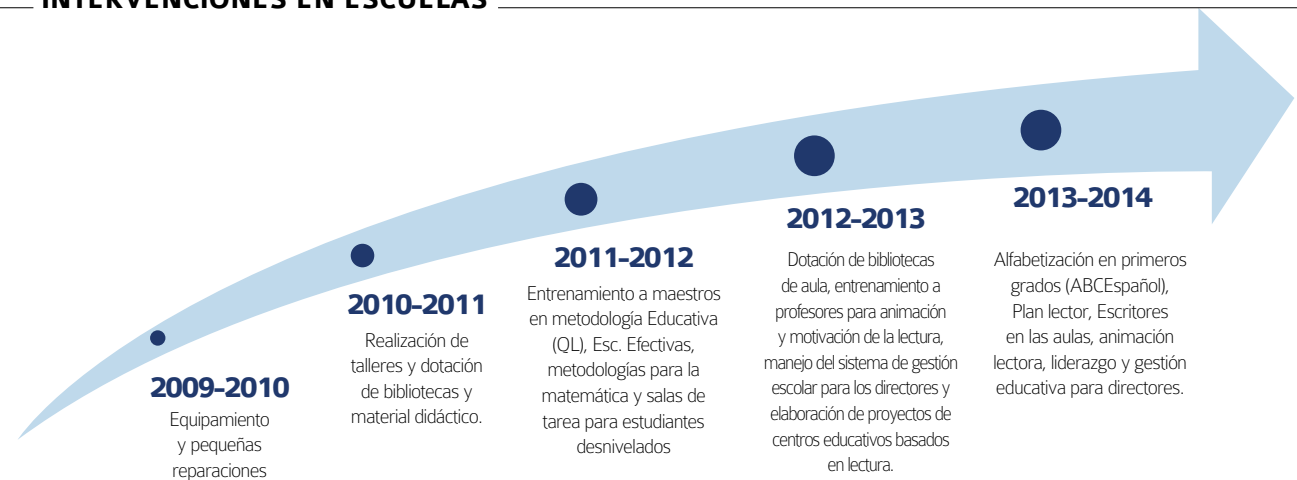 INTERVENCIONES EN ESCUELAS
2009-2010
Equipamiento
y pequeñas
reparaciones
2010-2011
Realización de
talleres y dotación
de bibliotecas y
material didáctico.
2011-2012
Entrenamiento a maestros
en metodología Educativa
(QL), Esc. Efectivas,
metodologías para la
matemática y salas de
tarea para estudiantes
desnivelados
2012-2013
Dotación de bibliotecas
de aula, entrenamiento a
profesores para animación
y motivación de la lectura,
manejo del sistema de gestión
escolar para los directores y
elaboración de proyectos de
centros educativos basados
en lectura.
2013-2014
Alfabetización en primeros
grados (ABCEspañol),
Plan lector, Escritores
en las aulas, animación
lectora, liderazgo y gestión
educativa para directores.